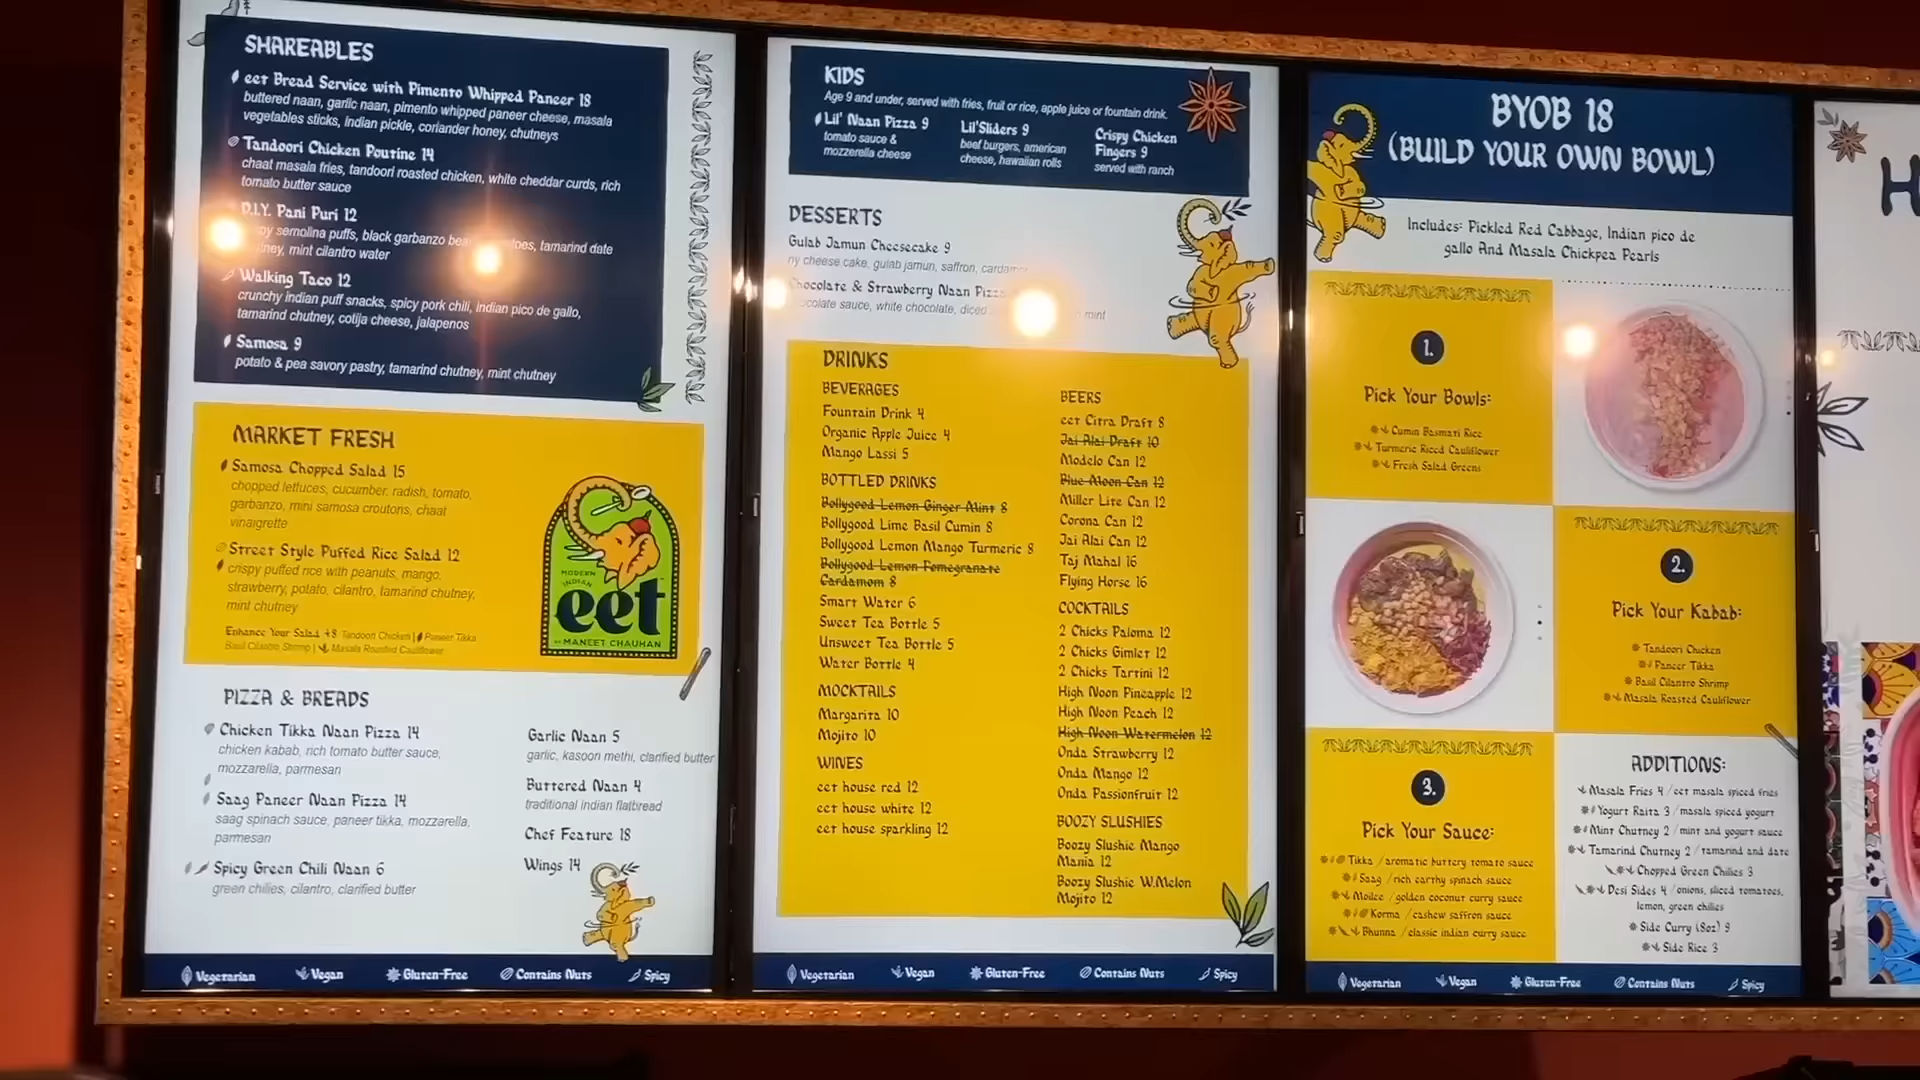 SHAREABLES
eet Bread Service with Pimento Whipped Paneer 18
buttered naan, garlic naan, pimento whipped paneer cheese, masala
vegetables sticks, Indian pickle, coriander honey, chutneys
Tandoori Chicken Poutine 14
chaat masala fries, tandoori roasted chicken, white cheddar curds, rich
tomato butter sauce
D.I.Y. Pani Puri 12
semolina puffs, black garbanzo tamarind date
mint cilantro water
Walking Taco 12
crunchy indian puff snacks, spicy pork chili, indian pico de gallo,
tamarind chutney, cotija cheese, jalapenos
Samosa 9
potato & pea savory pastry, tamarind chutney, mint chutney
MARKET FRESH
Samosa Chopped Salad 15
chopped lettuces, cucumber, radish, tomato,
garbanzo, mini samosa croutons, chaat
vinaigrette
Street Style Puffed Rice Salad 12
crispy puffed rice with peanuts, mango,
strawberry, potato, cilantro, tamarind chutney,
mint chutney
Enhance Your Salad +8 Tandoori Chicken | Paneer Tikka
Basil Cilantro Shrimp | Masala Roasted Cauliflower
MODERN
INDIAN
eet
BY MANEET CHAUHAN
PIZZA & BREADS
Chicken Tikka Naan Pizza 14
chicken kabab, rich tomato butter sauce,
mozzarella, parmesan
Saag Paneer Naan Pizza 14
saag spinach sauce, paneer tikka, mozzarella,
parmesan
Spicy Green Chili Naan 6
green chilies, cilantro, clarified butter
Garlic Naan 5
garlic, kasoori methi, clarified butter
Buttered Naan 4
traditional indian flatbread
Chef Feature 18
Wings 14
Vegetarian Vegan Gluten-Free Contains Nuts Spicy
KIDS
Age 9 and under, served with fries, fruit or rice, apple juice or fountain drink.
Lil' Naan Pizza 9
tomato sauce &
mozzerella cheese
Lil'Sliders 9
beef burgers, american
cheese, hawaiian rolls
Crispy Chicken
Fingers 9
served with ranch
DESSERTS
Gulab Jamun Cheesecake 9
ny cheese cake, gulab jamun, saffron,
Chocolate & Strawberry Naan Pizza
sauce, white chocolate, diced mint
DRINKS
BEVERAGES
Fountain Drink 4
Organic Apple Juice 4
Mango Lassi 5
BOTTLED DRINKS
Bollygood Lemon Ginger Mint 8
Bollygood Lime Basil Cumin 8
Bollygood Lemon Mango Turmeric 8
Bollygood Lemon Pomegranate
Cardamom 8
Smart Water 6
Sweet Tea Bottle 5
Unsweet Tea Bottle 5
Water Bottle 4
MOCKTAILS
Margarita 10
Mojito 10
WINES
eet house red 12
eet house white 12
eet house sparkling 12
BEERS
eet Citra Draft 8
Jai Alai Draft 10
Modelo Can 12
Blue Moon Can 12
Miller Lite Can 12
Corona Can 12
Jai Alai Can 12
Taj Mahal 16
Flying Horse 16
COCKTAILS
2 Chicks Paloma 12
2 Chicks Gimlet 12
2 Chicks Tartini 12
High Noon Pineapple 12
High Noon Peach 12
High Noon Watermelon 12
Onda Strawberry 12
Onda Mango 12
Onda Passionfruit 12
BOOZY SLUSHIES
Boozy Slushie Mango
Mania 12
Boozy Slushie W.Melon
Mojito 12
Vegetarian Vegan Gluten-Free Contains Nuts Spicy
BYOB 18
(BUILD YOUR OWN BOWL)
Includes: Pickled Red Cabbage, Indian pico de
gallo And Masala Chickpea Pearls
1.
Pick Your Bowls:
Cumin Basmati Rice
Turmeric Riced Cauliflower
Fresh Salad Greens
2.
Pick Your Kabab:
Tandoori Chicken
Paneer Tikka
Basil Cilantro Shrimp
Masala Roasted Cauliflower
3.
Pick Your Sauce:
Tikka / aromatic buttery tomato sauce
Saag / rich earthy spinach sauce
Moilee / golden coconut curry sauce
Korma / cashew saffron sauce
Bhunna / classic indian curry sauce
ADDITIONS:
Masala Fries 4 / eet masala spiced fries
Yogurt Raita 3 / masala spiced yogurt
Mint Chutney 2 / mint and yogurt sauce
Tamarind Chutney 2 / tamarind and date
Chopped Green Chilies 3
Desi Sides 4 / onions, sliced tomatoes,
lemon, green chilies
Side Curry (8oz) 9
Side Rice 3
Vegetarian Vegan Gluten-Free Contains Nuts Spicy
H